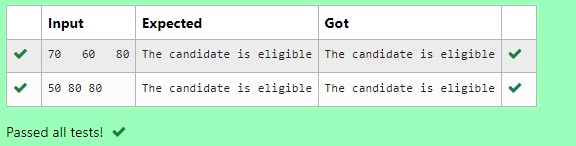 Input Expected Got
70   60   80 The candidate is eligible The candidate is eligible
50 80 80 The candidate is eligible The candidate is eligible
Passed all tests!